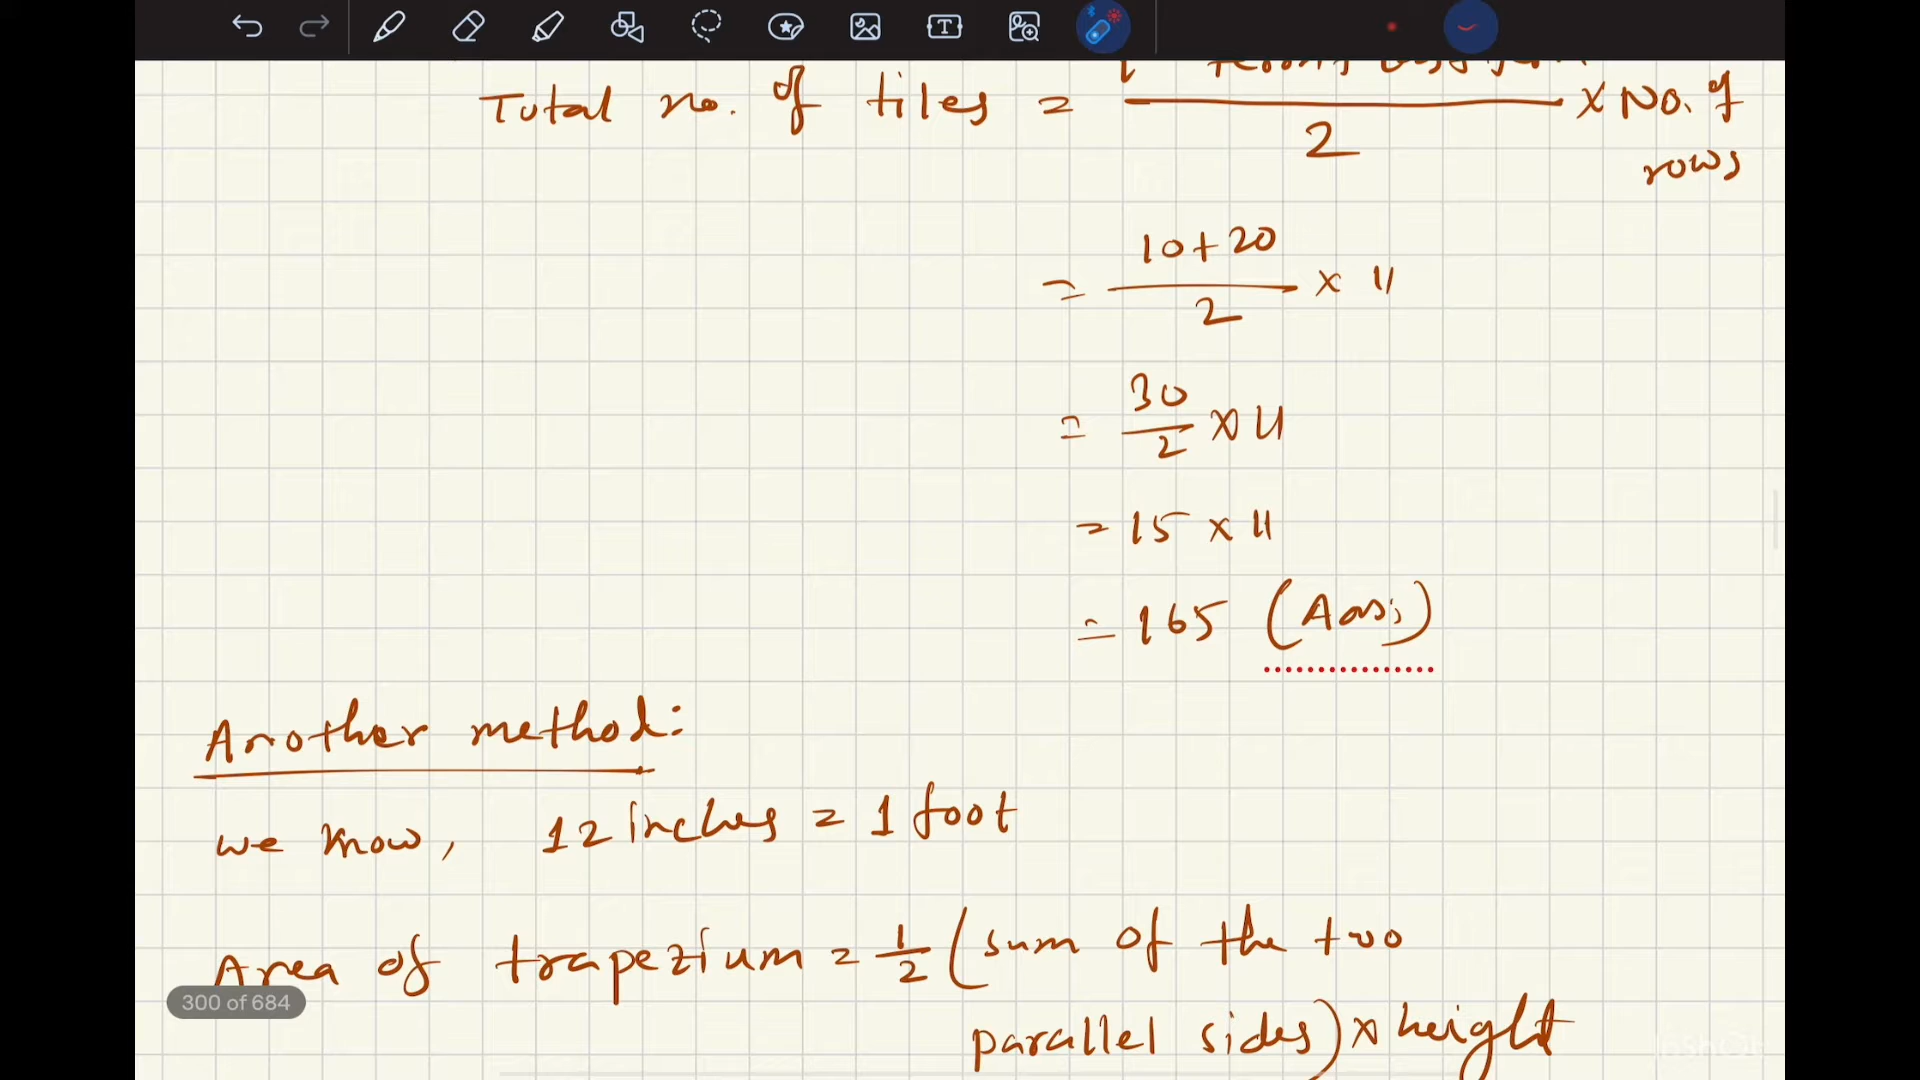 Total no. of tiles = / 2 × No. of
rows
= 10+20 / 2 × 11
= 30/2 × 11
= 15 × 11
= 165 (Ans;)
Another method:
we know, 12 inches = 1 foot
Area of trapezium = 1/2 (sum of the two
parallel sides) × height
300 of 684